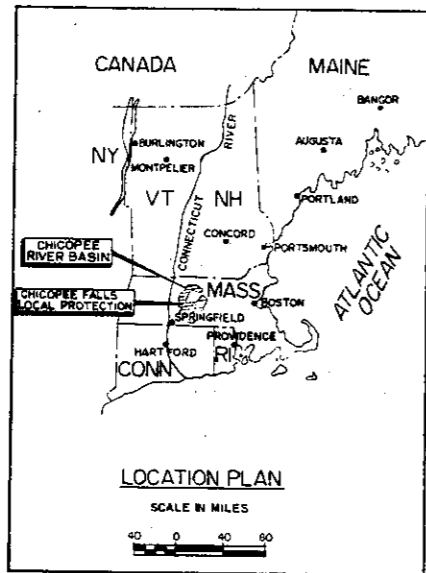 CANADA
MAINE
BANGOR
NY
BURLINGTON
MONTPELIER
RIVER
AUGUSTA
VT
NH
CONNECTICUT
PORTLAND
CONCORD
PORTSMOUTH
CHICOPEE
RIVER BASIN
CHICOPEE FALLS
LOCAL PROTECTION
MASS
BOSTON
ATLANTIC
OCEAN
SPRINGFIELD
PROVIDENCE
HARTFORD
RI
CONN
LOCATION PLAN
SCALE IN MILES
40 0 40 60